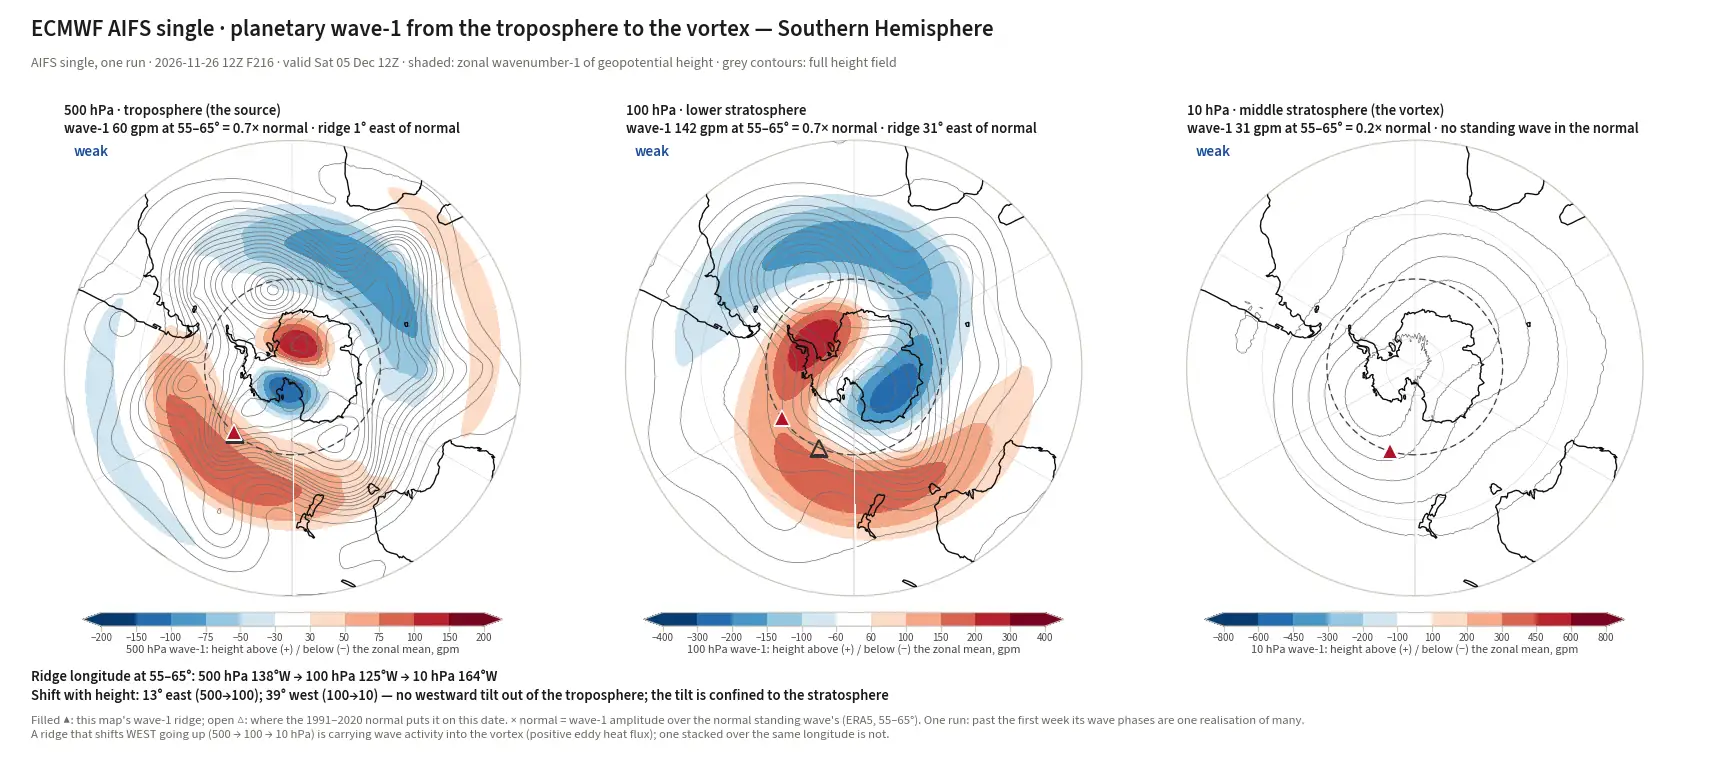 ECMWF AIFS single · planetary wave-1 from the troposphere to the vortex — Southern Hemisphere
AIFS single, one run · 2026-11-26 12Z F216 · valid Sat 05 Dec 12Z · shaded: zonal wavenumber-1 of geopotential height · grey contours: full height field
500 hPa · troposphere (the source)
wave-1 60 gpm at 55–65° = 0.7× normal · ridge 1° east of normal
weak
100 hPa · lower stratosphere
wave-1 142 gpm at 55–65° = 0.7× normal · ridge 31° east of normal
weak
10 hPa · middle stratosphere (the vortex)
wave-1 31 gpm at 55–65° = 0.2× normal · no standing wave in the normal
weak
0
−200 −150 −100 −75 −50 −30 30 50 75 100 150 200
500 hPa wave-1: height above (+) / below (−) the zonal mean, gpm
−400 −300 −200 −150 −100 −60 60 100 150 200 300 400
100 hPa wave-1: height above (+) / below (−) the zonal mean, gpm
−800 −600 −450 −300 −200 −100 100 200 300 450 600 800
10 hPa wave-1: height above (+) / below (−) the zonal mean, gpm
Ridge longitude at 55–65°: 500 hPa 138°W → 100 hPa 125°W → 10 hPa 164°W
Shift with height: 13° east (500→100); 39° west (100→10) — no westward tilt out of the troposphere; the tilt is confined to the stratosphere
Filled ▲: this map's wave-1 ridge; open △: where the 1991–2020 normal puts it on this date. × normal = wave-1 amplitude over the normal standing wave's (ERA5, 55–65°). One run: past the first week its wave phases are one realisation of many.
A ridge that shifts WEST going up (500 → 100 → 10 hPa) is carrying wave activity into the vortex (positive eddy heat flux); one stacked over the same longitude is not.